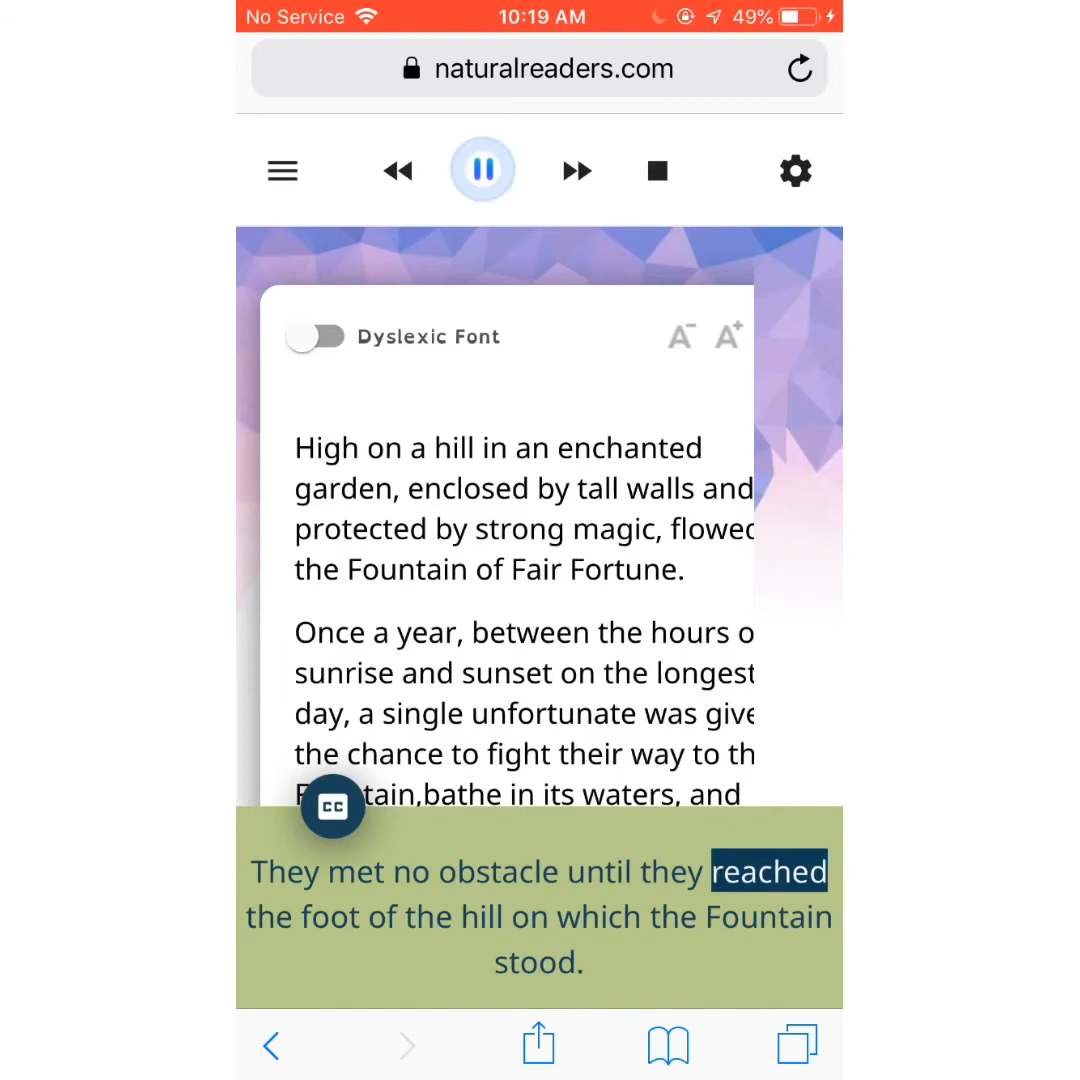 No Service 10:19 AM 49%
naturalreaders.com
Dyslexic Font A- A+
High on a hill in an enchanted
garden, enclosed by tall walls and
protected by strong magic, flowed
the Fountain of Fair Fortune.
Once a year, between the hours o
sunrise and sunset on the longest
day, a single unfortunate was give
the chance to fight their way to th
F tain,bathe in its waters, and
CC
They met no obstacle until they reached
the foot of the hill on which the Fountain
stood.